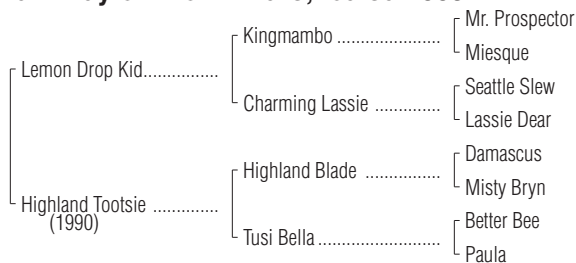 Mr. Prospector
Kingmambo ....................
Miesque
Lemon Drop Kid...............
Seattle Slew
Charming Lassie .............
Lassie Dear
Damascus
Highland Blade ...............
Misty Bryn
Highland Tootsie .............
(1990)
Better Bee
Tusi Bella........................
Paula